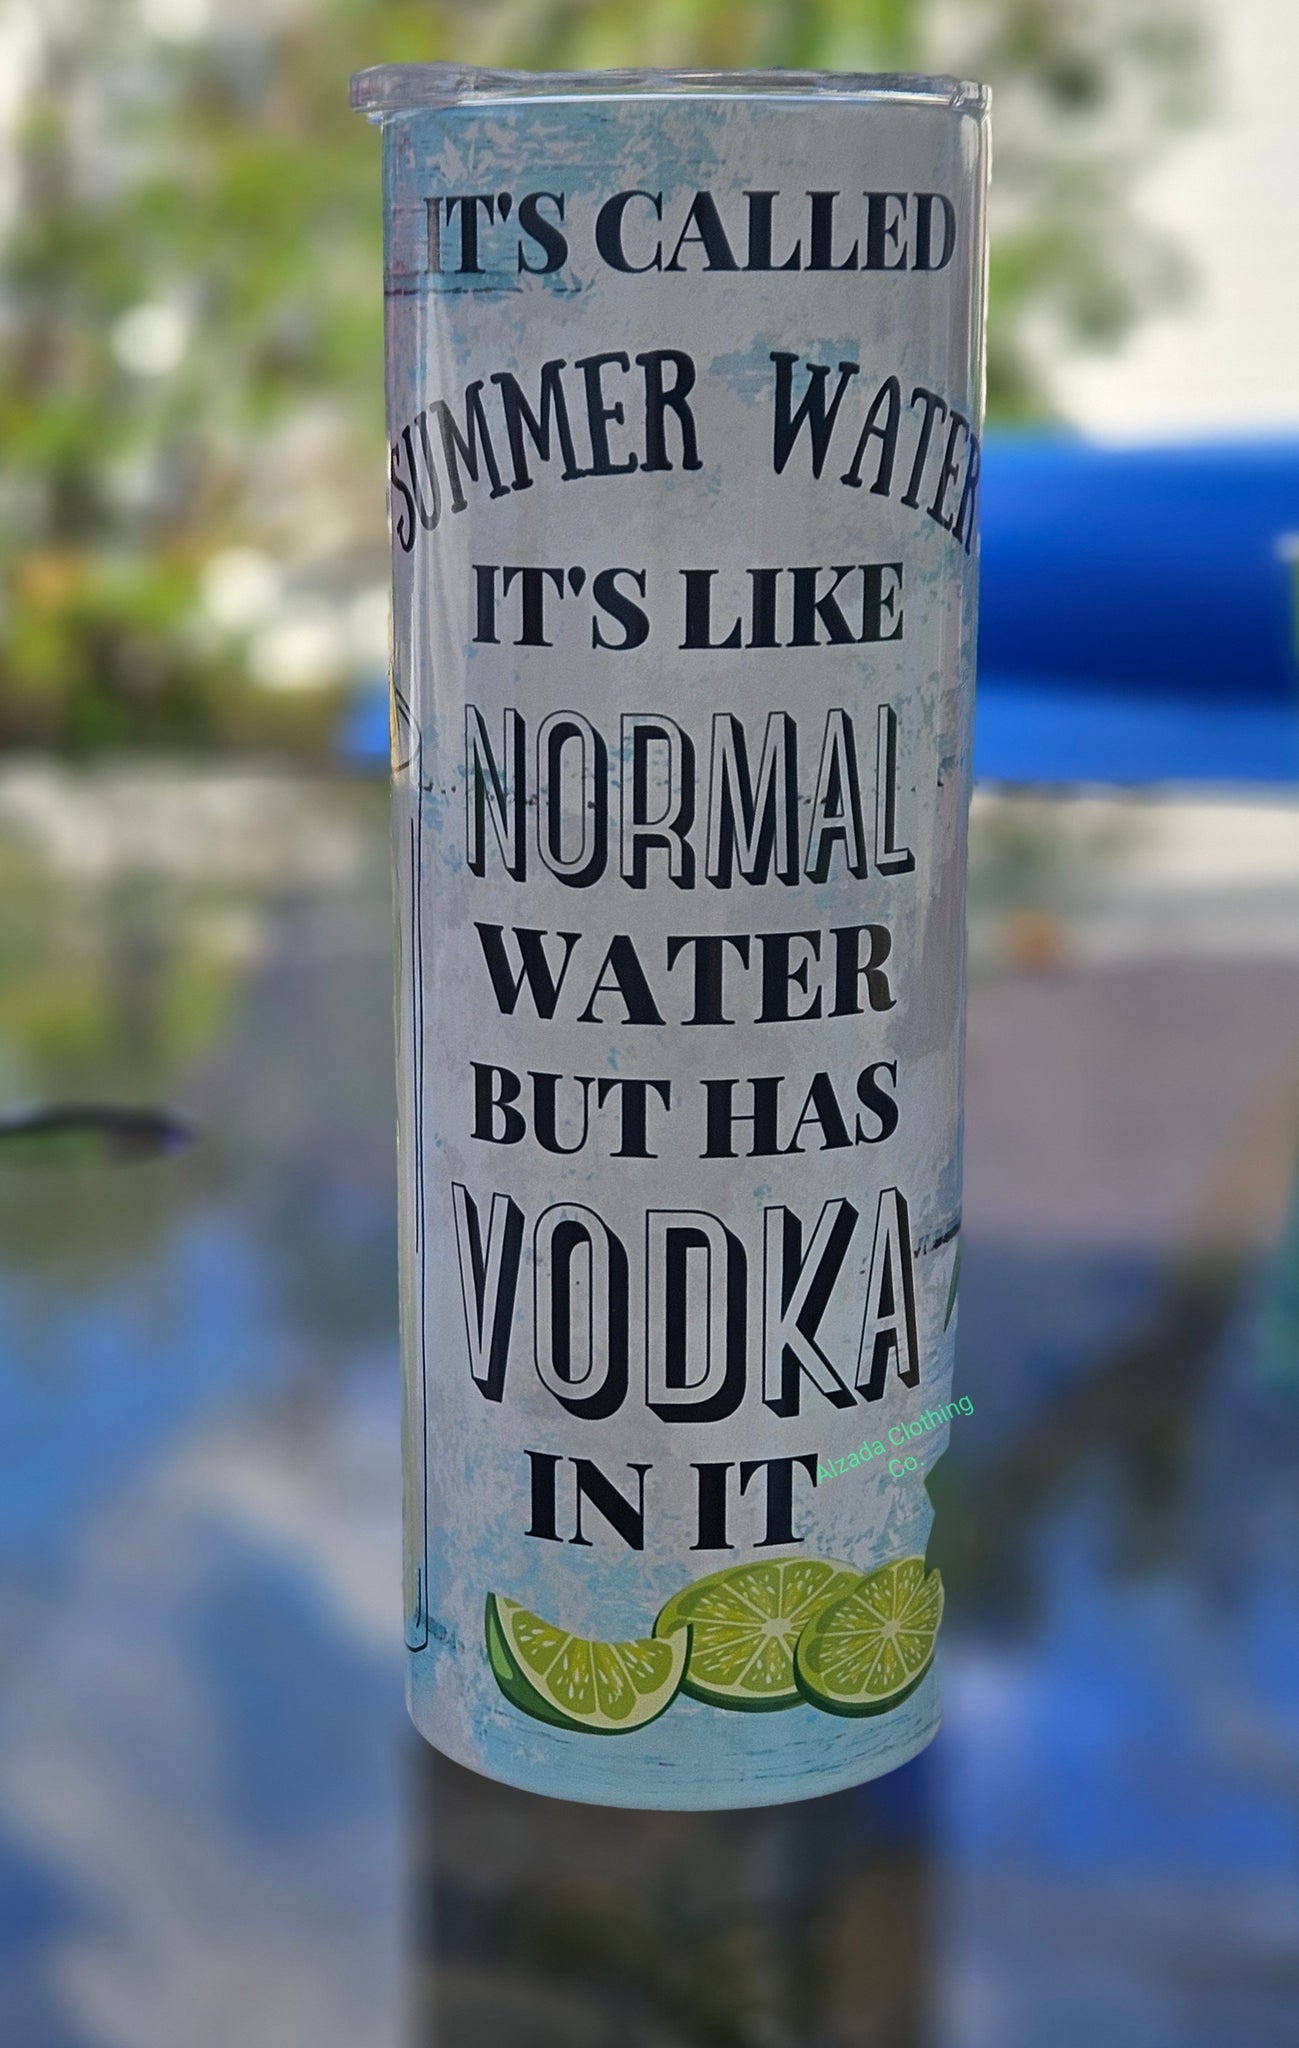 IT'S CALLED
SUMMER WATER
IT'S LIKE
NORMAL
WATER
BUT HAS
VODKA
IN IT
Alzada Clothing
Co.